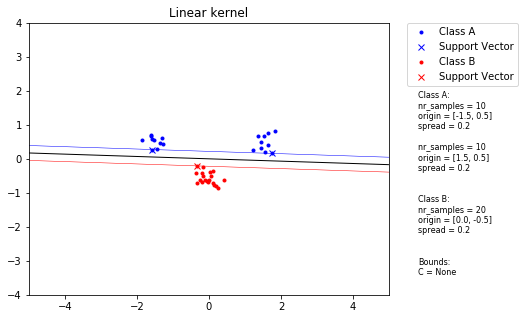 Linear kernel
4
3
2
1
0
−1
−2
−3
−4
−4
−2
0
2
4
Class A
Support Vector
Class B
Support Vector
Class A:
nr_samples = 10
origin = [-1.5, 0.5]
spread = 0.2
nr_samples = 10
origin = [1.5, 0.5]
spread = 0.2
Class B:
nr_samples = 20
origin = [0.0, -0.5]
spread = 0.2
Bounds:
C = None